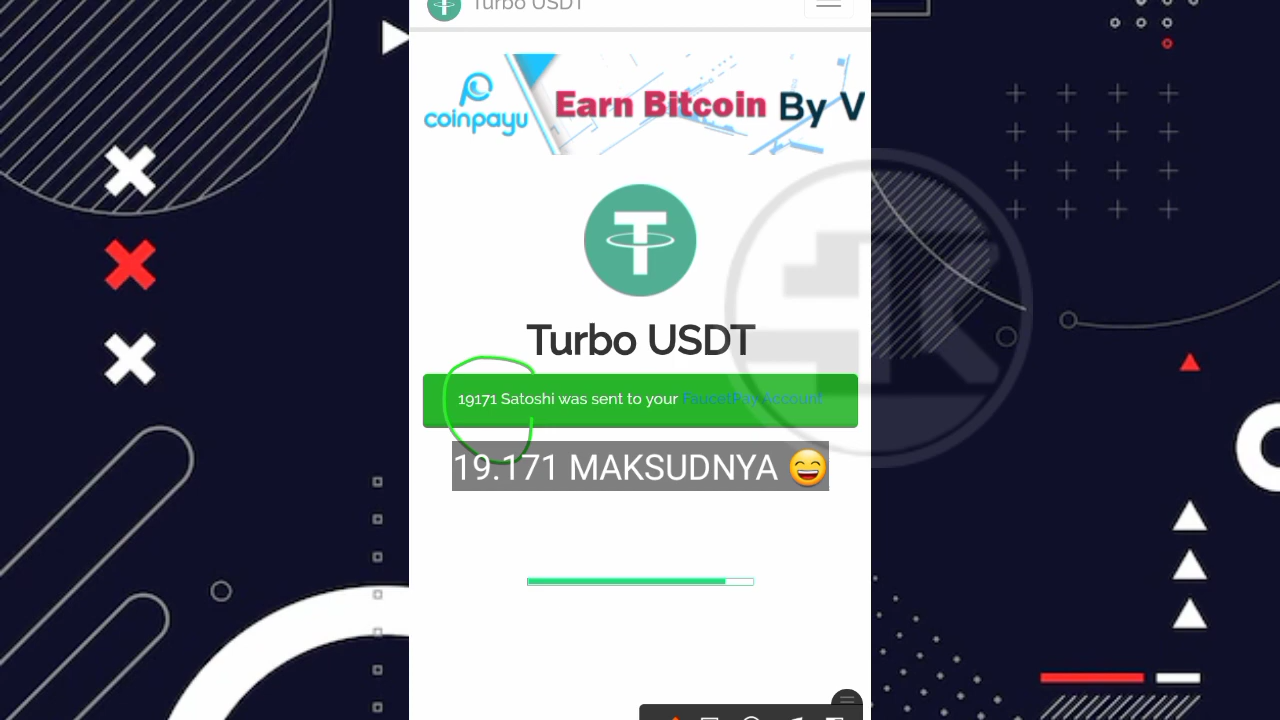 Turbo USDT
coinpayu
Earn Bitcoin By V
Turbo USDT
19171 Satoshi was sent to your FaucetPay Account
19.171 MAKSUDNYA 😄